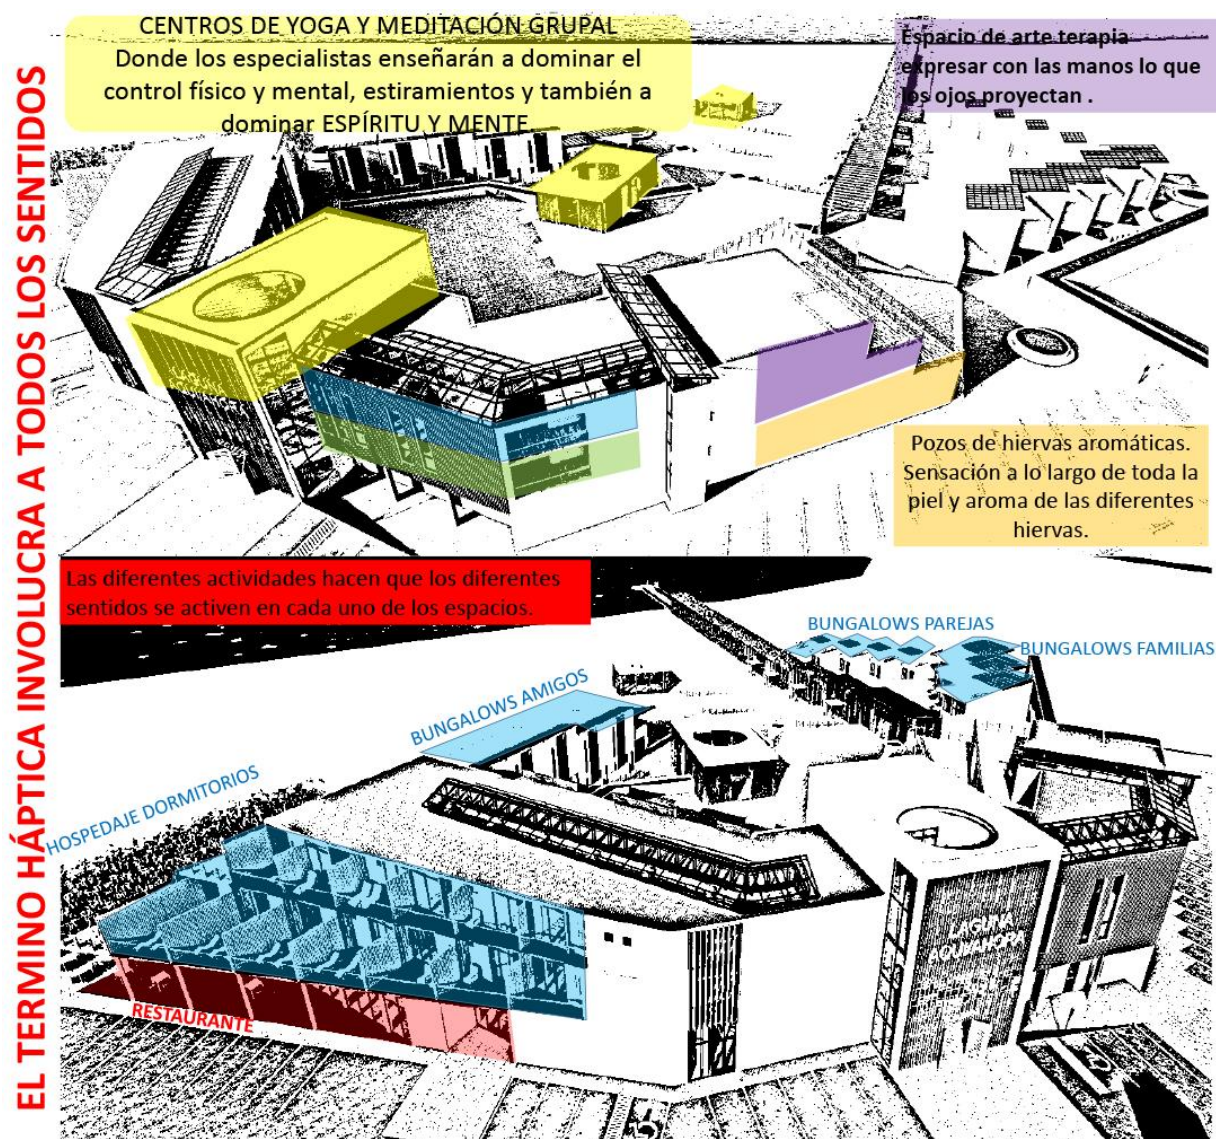 EL TERMINO HÁPTICA INVOLUCRA A TODOS LOS SENTIDOS
CENTROS DE YOGA Y MEDITACIÓN GRUPAL
Donde los especialistas enseñarán a dominar el
control físico y mental, estiramientos y también a
dominar ESPÍRITU Y MENTE
Espacio de arte terapia
expresar con las manos lo que
los ojos proyectan .
Pozos de hiervas aromáticas.
Sensación a lo largo de toda la
piel y aroma de las diferentes
hiervas.
Las diferentes actividades hacen que los diferentes
sentidos se activen en cada uno de los espacios.
BUNGALOWS PAREJAS
BUNGALOWS FAMILIAS
BUNGALOWS AMIGOS
HOSPEDAJE DORMITORIOS
LAGUNA
RESTAURANTE